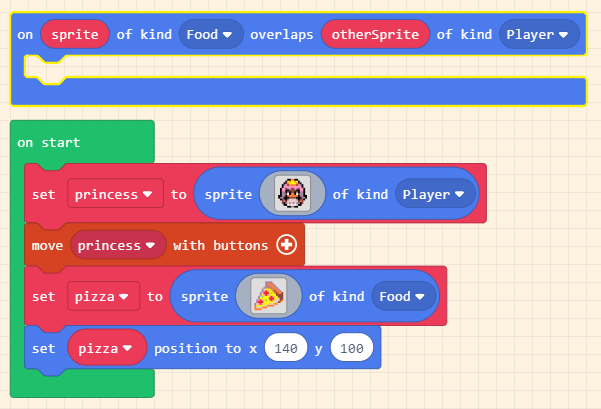 on sprite of kind Food overlaps otherSprite of kind Player
on start
set princess to sprite of kind Player
move princess with buttons
set pizza to sprite of kind Food
set pizza position to x 140 y 100